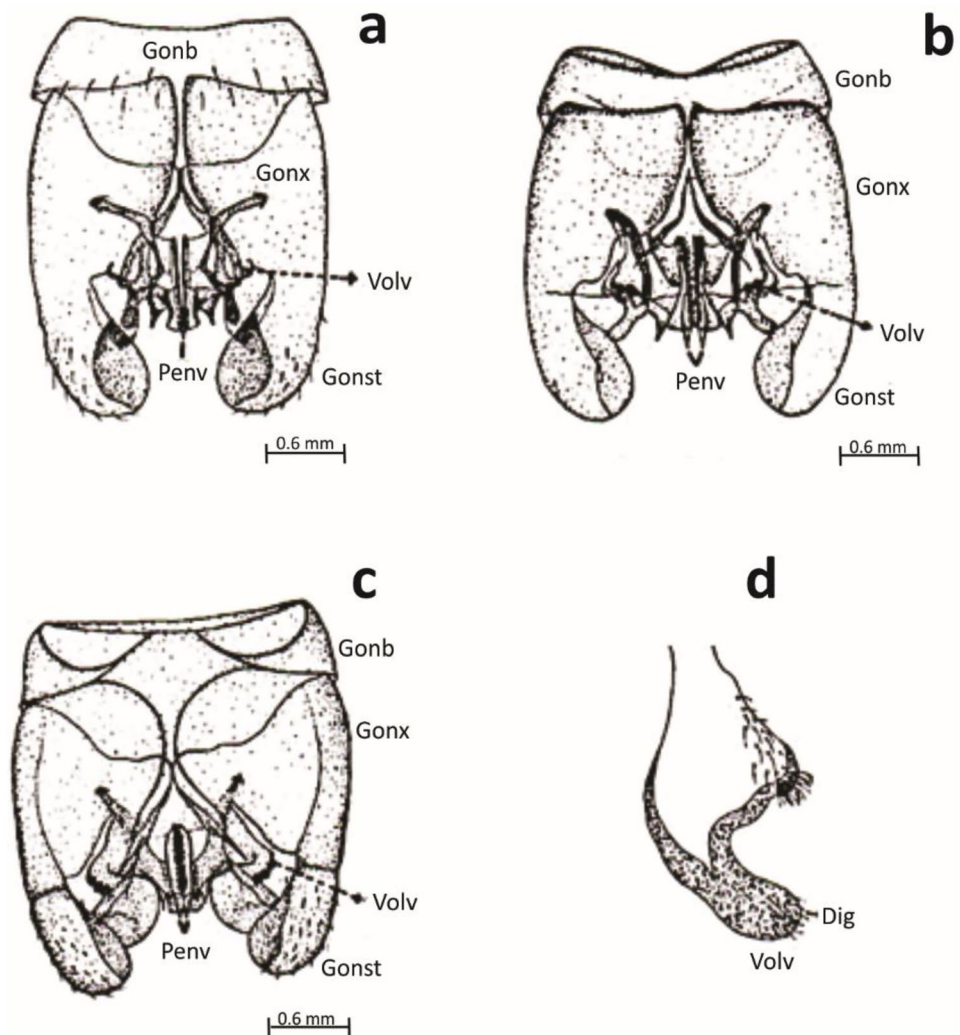 a
Gonb
Gonx
Volv
Penv
Gonst
0.6 mm
b
Gonb
Gonx
Volv
Penv
Gonst
0.6 mm
c
Gonb
Gonx
Volv
Penv
Gonst
0.6 mm
d
Dig
Volv